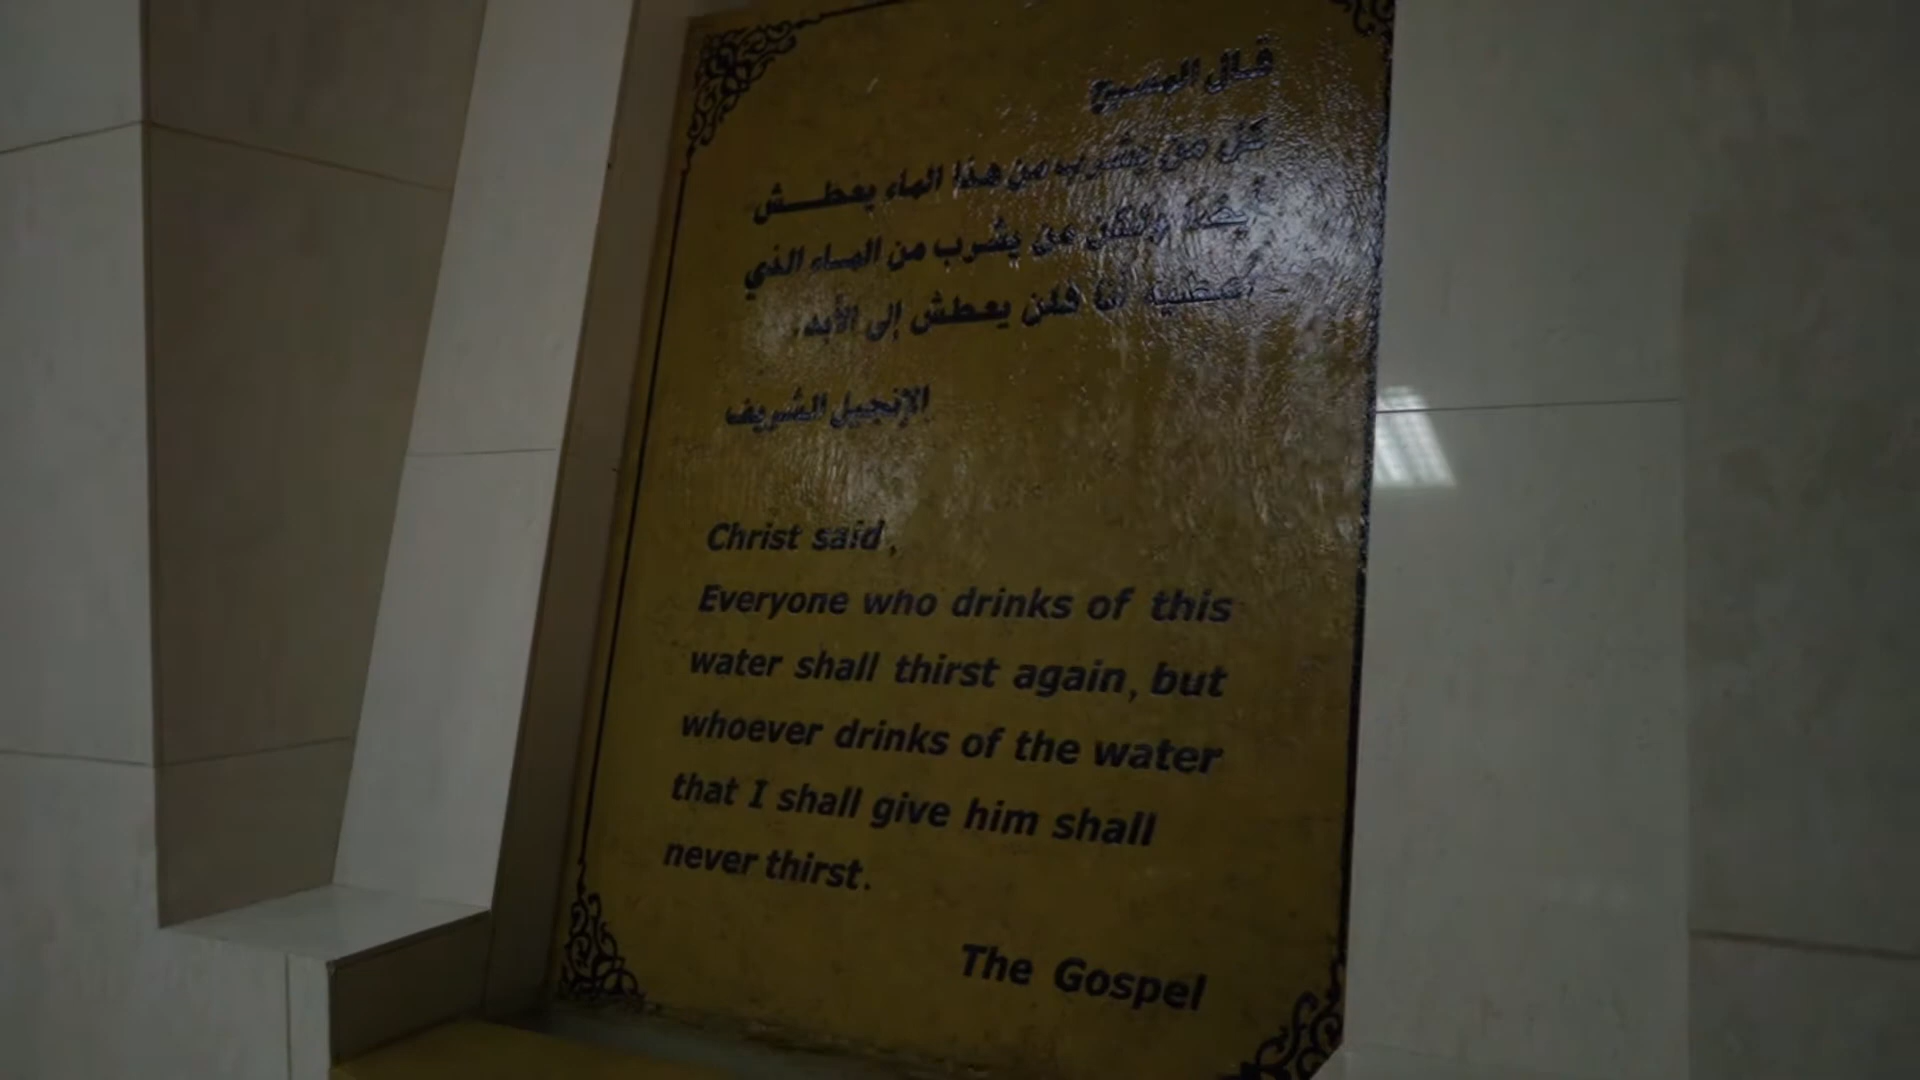 قال المسيح
كل من يشرب من هذا الماء يعطش
أيضا ولكن من يشرب من الماء الذي
أعطيه أنا فلن يعطش إلى الأبد.
الإنجيل الشريف
Christ said,
Everyone who drinks of this
water shall thirst again, but
whoever drinks of the water
that I shall give him shall
never thirst.
The Gospel